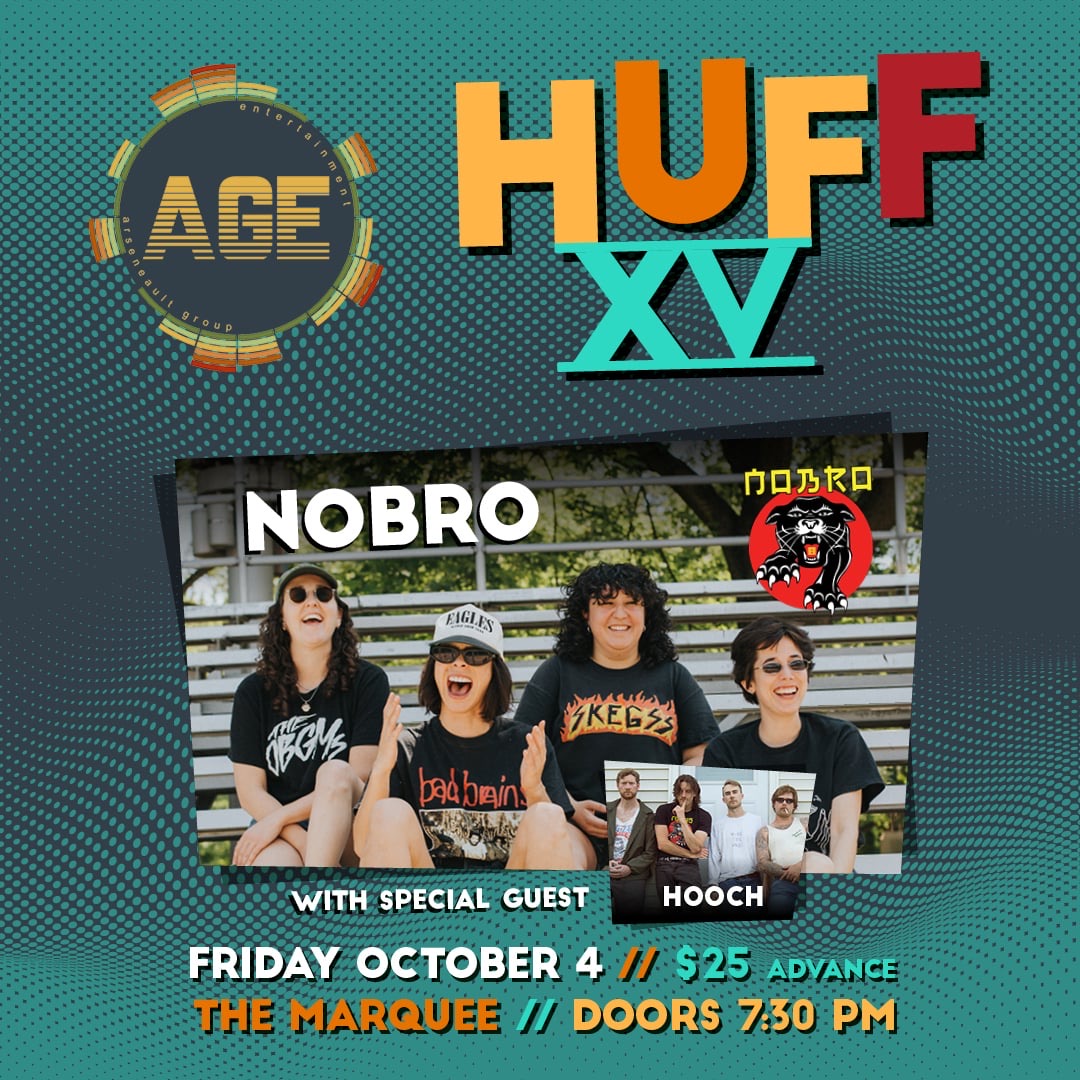 entertainment
AGE
arseneault group
HUFF
XV
NOBRO
NOBRO
EAGLES
THE OBGMs
bad brains
SKEGSS
WITH SPECIAL GUEST
HOOCH
FRIDAY OCTOBER 4 // $25 ADVANCE
THE MARQUEE // DOORS 7:30 PM